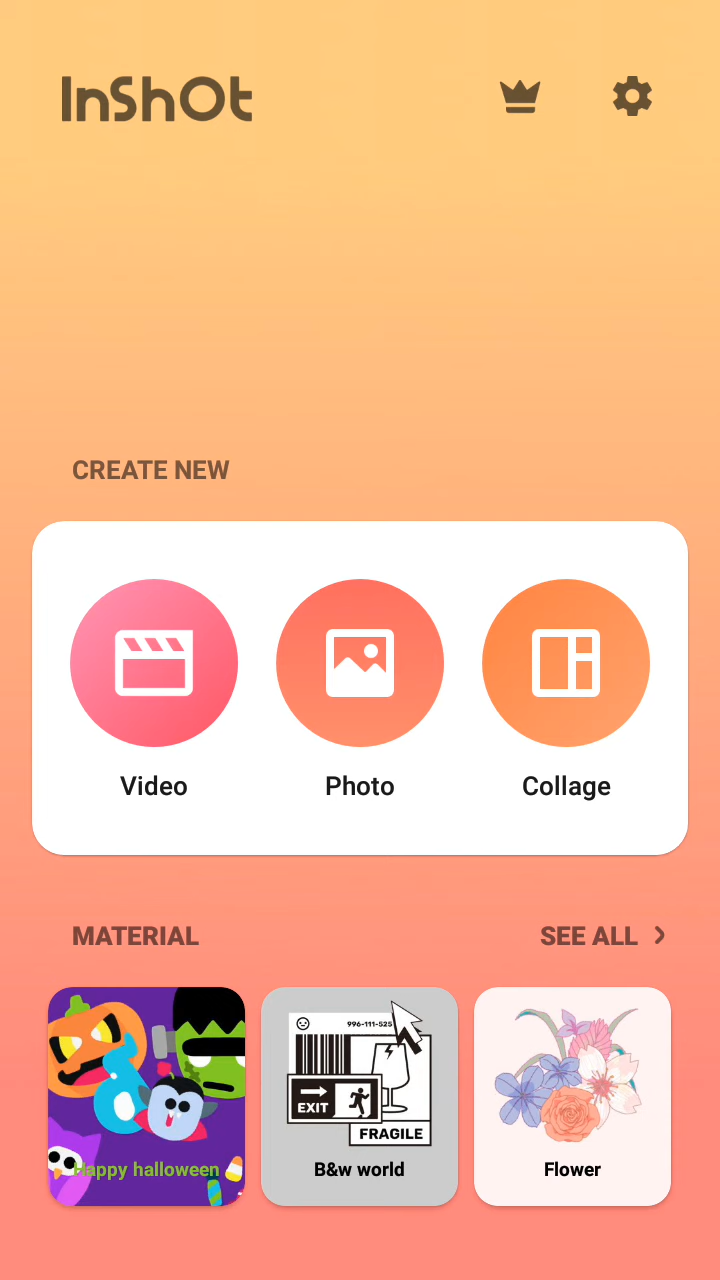 InShOt
CREATE NEW
Video
Photo
Collage
MATERIAL
SEE ALL
996-111-525
EXIT
FRAGILE
Happy halloween
B&w world
Flower